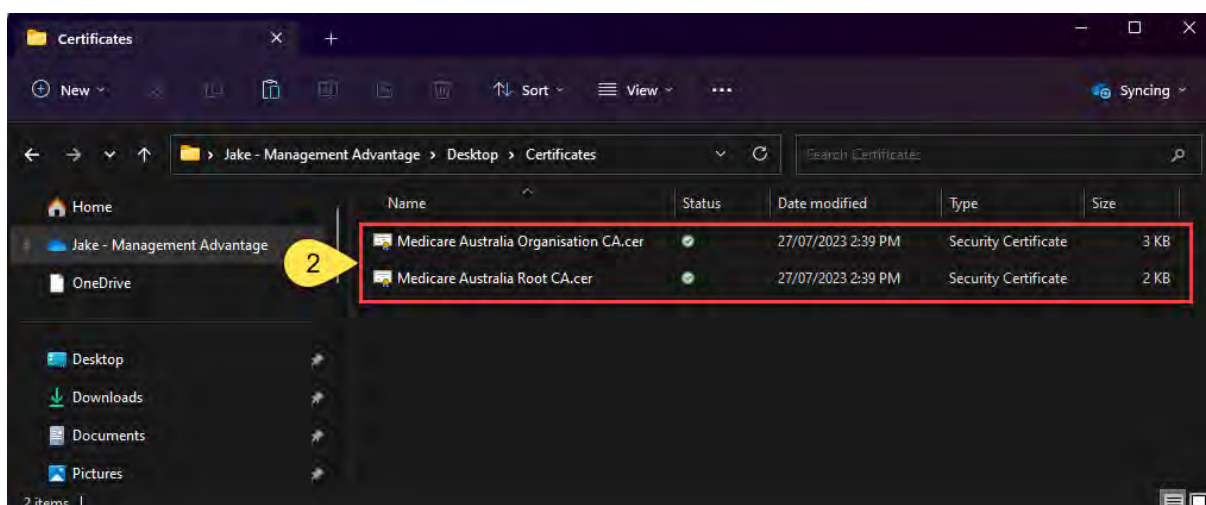 Certificates
New
Sort
View
Syncing
Jake - Management Advantage > Desktop > Certificates
Search Certificates
Name Status Date modified Type Size
Home
Jake - Management Advantage
OneDrive
2
Medicare Australia Organisation CA.cer 27/07/2023 2:39 PM Security Certificate 3 KB
Medicare Australia Root CA.cer 27/07/2023 2:39 PM Security Certificate 2 KB
Desktop
Downloads
Documents
Pictures
2 items